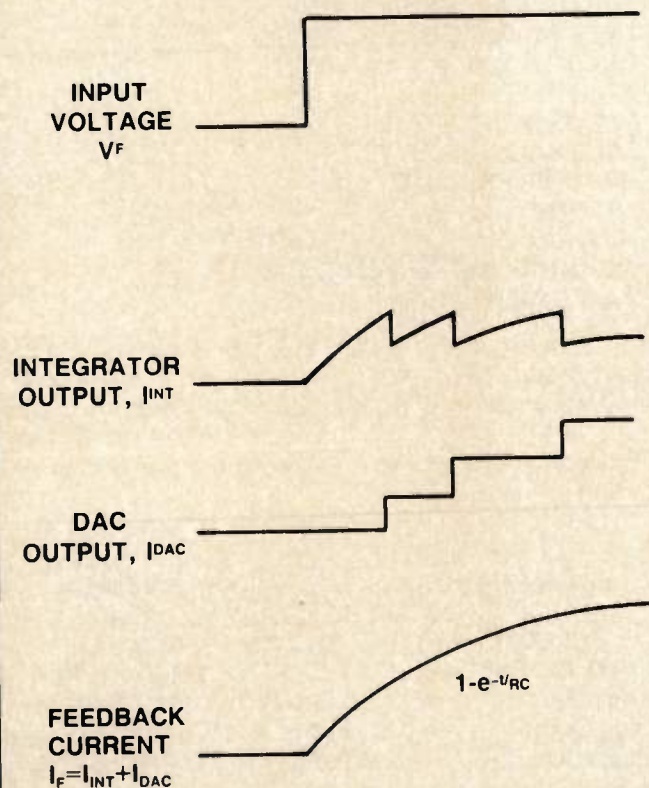 INPUT
VOLTAGE
VF
INTEGRATOR
OUTPUT, IINT
DAC
OUTPUT, IDAC
1-e-t/RC
FEEDBACK
CURRENT
IF=IINT+IDAC